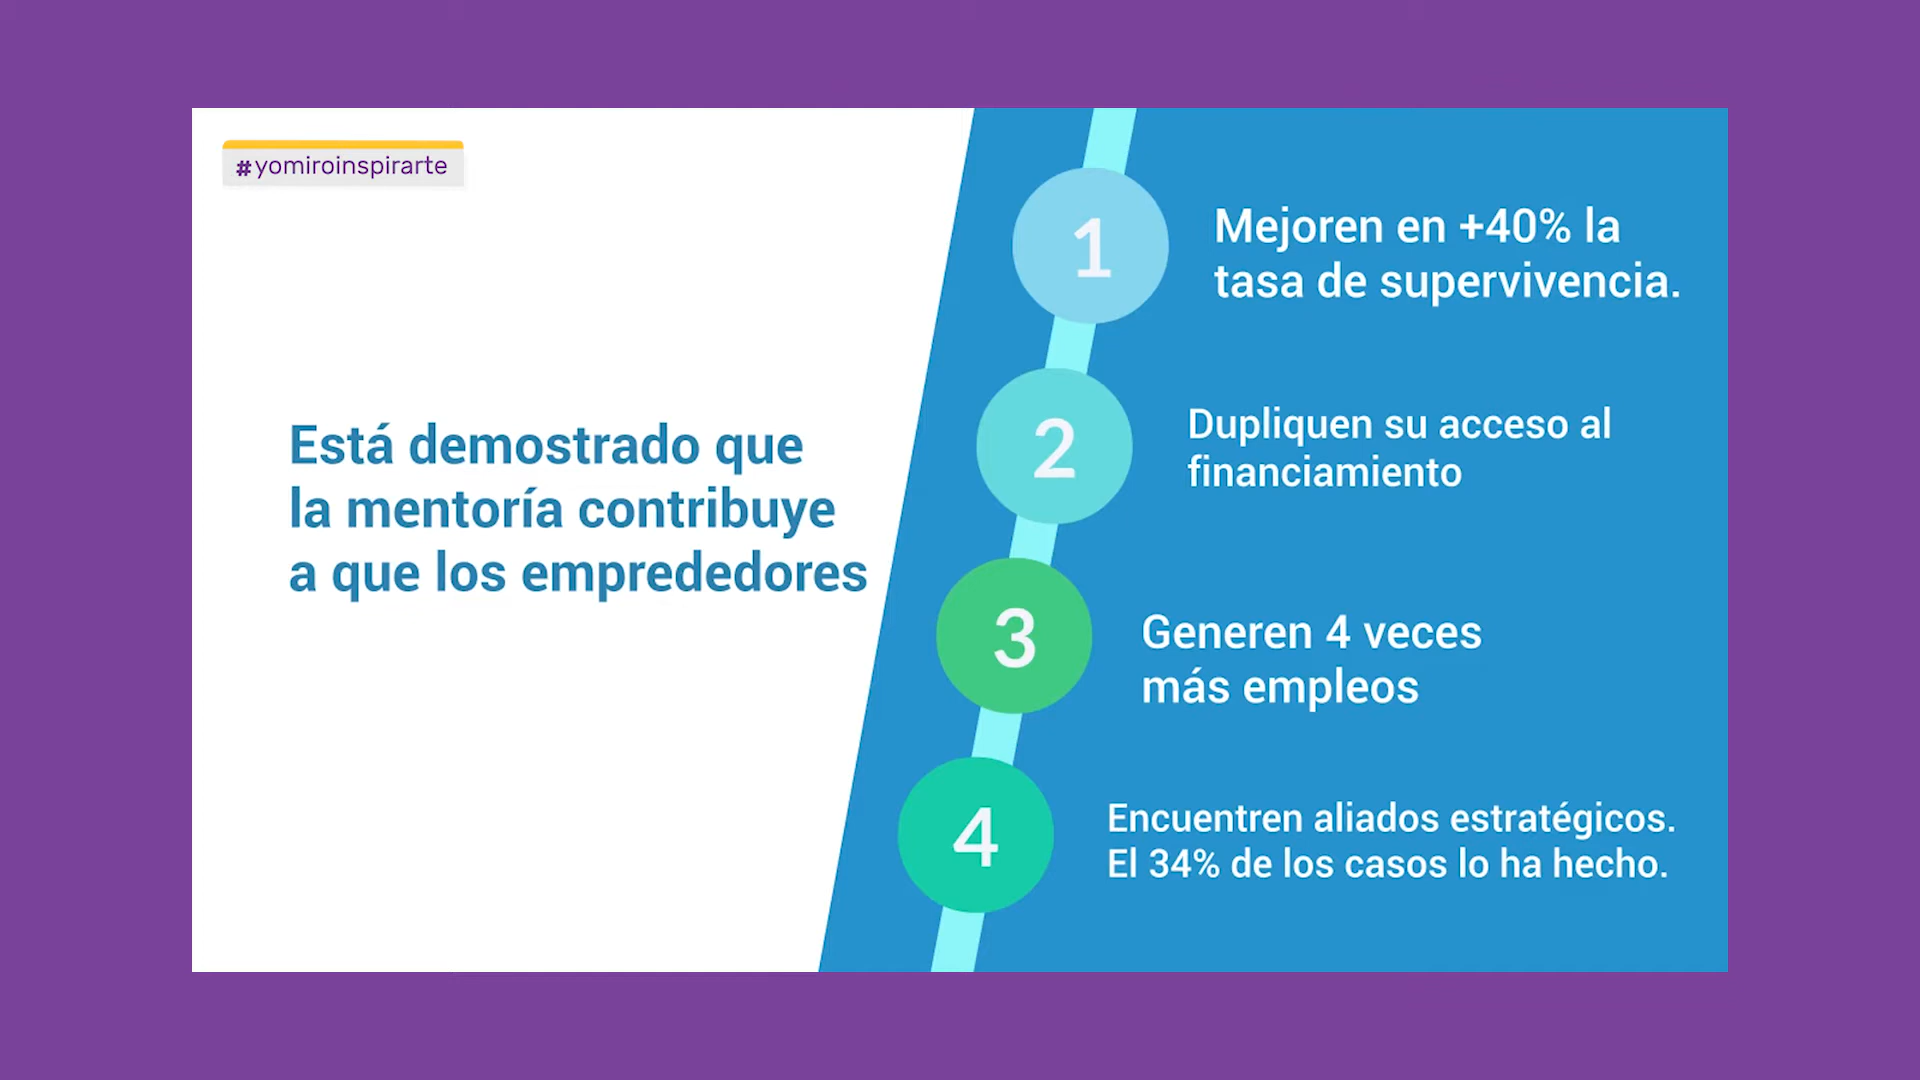 #yomiroinspirarte
Está demostrado que
la mentoría contribuye
a que los emprededores
1
Mejoren en +40% la
tasa de supervivencia.
2
Dupliquen su acceso al
financiamiento
3
Generen 4 veces
más empleos
4
Encuentren aliados estratégicos.
El 34% de los casos lo ha hecho.